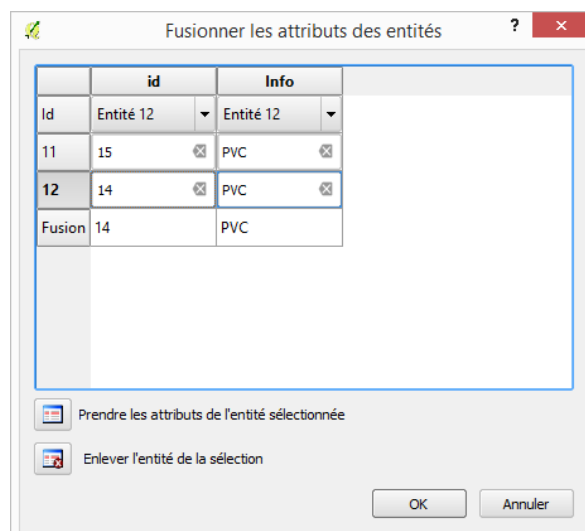 Fusionner les attributs des entités ? ×
id Info
Id Entité 12 Entité 12
11 15 PVC
12 14 PVC
Fusion 14 PVC
Prendre les attributs de l'entité sélectionnée
Enlever l'entité de la sélection
OK Annuler